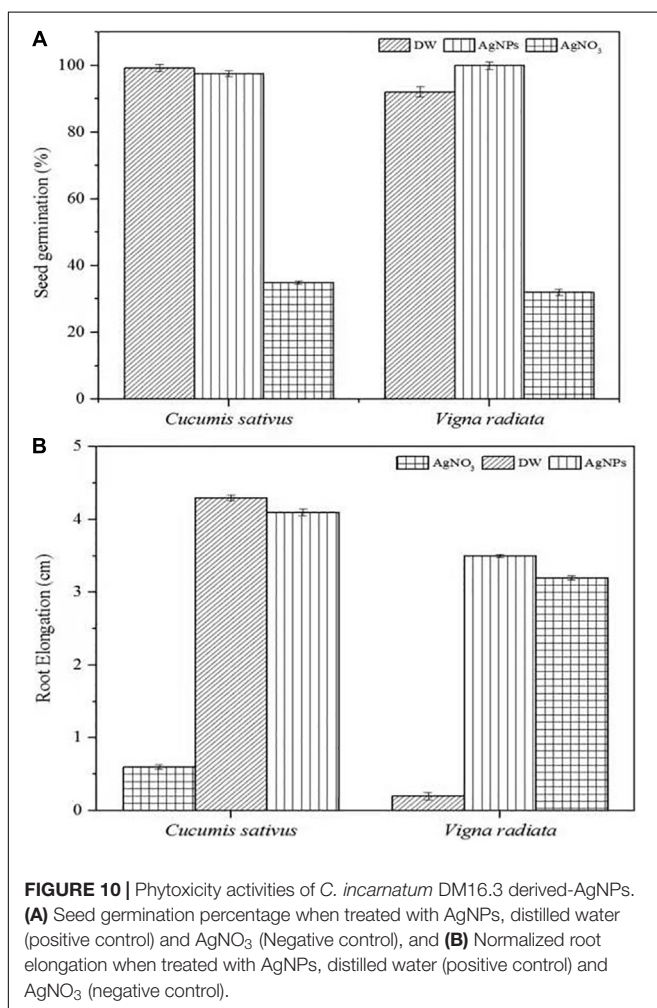 A
DW AgNPs AgNO₃
100
80
60
40
20
0
Seed germination (%)
Cucumis sativus Vigna radiata
B
AgNO₃ DW AgNPs
5
4
3
2
1
0
Root Elongation (cm)
Cucumis sativus Vigna radiata
FIGURE 10 | Phytoxicity activities of C. incarnatum DM16.3 derived-AgNPs.
(A) Seed germination percentage when treated with AgNPs, distilled water
(positive control) and AgNO₃ (Negative control), and (B) Normalized root
elongation when treated with AgNPs, distilled water (positive control) and
AgNO₃ (negative control).